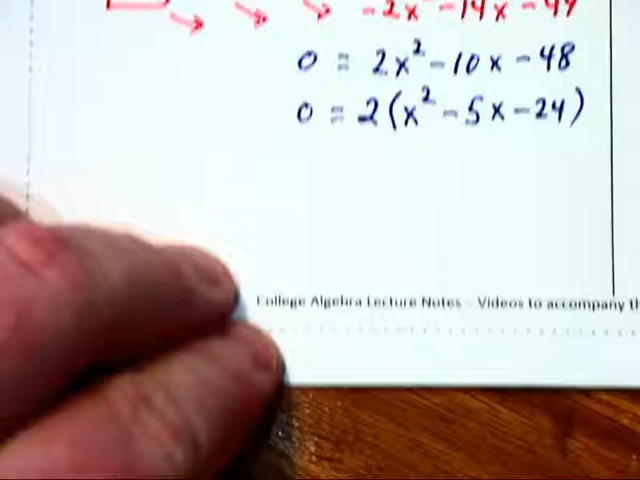 -2x² -14x -49
0 = 2x² -10x -48
0 = 2(x² -5x -24)
College Algebra Lecture Notes - Videos to accompany